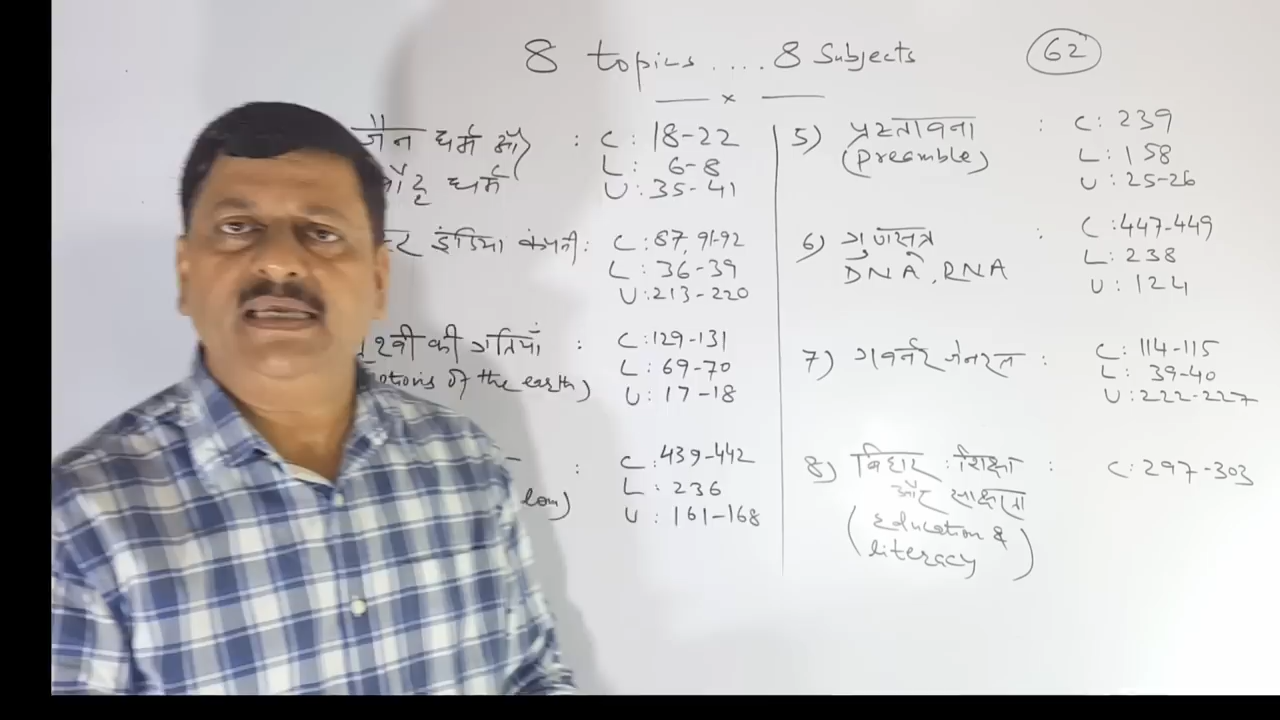 8 topics .... 8 Subjects
62
जैन धर्म और : C: 18-22
बौद्ध धर्म L: 6-8
U: 35-41
इंडिया कंपनी : C: 87, 91-92
L: 36-39
U: 213-220
पृथ्वी की गतियाँ : C: 129-131
(motions of the earth) L: 69-70
U: 17-18
: C: 439-442
L: 236
U: 161-168
5) प्रस्तावना : C: 239
(Preamble) L: 158
U: 25-26
6) गुणसूत्र : C: 447-449
DNA, RNA L: 238
U: 124
7) गवर्नर जेनरल : C: 114-115
L: 39-40
U: 222-227
8) बिहार : शिक्षा : C: 297-303
और साक्षरता
(education &
literacy)